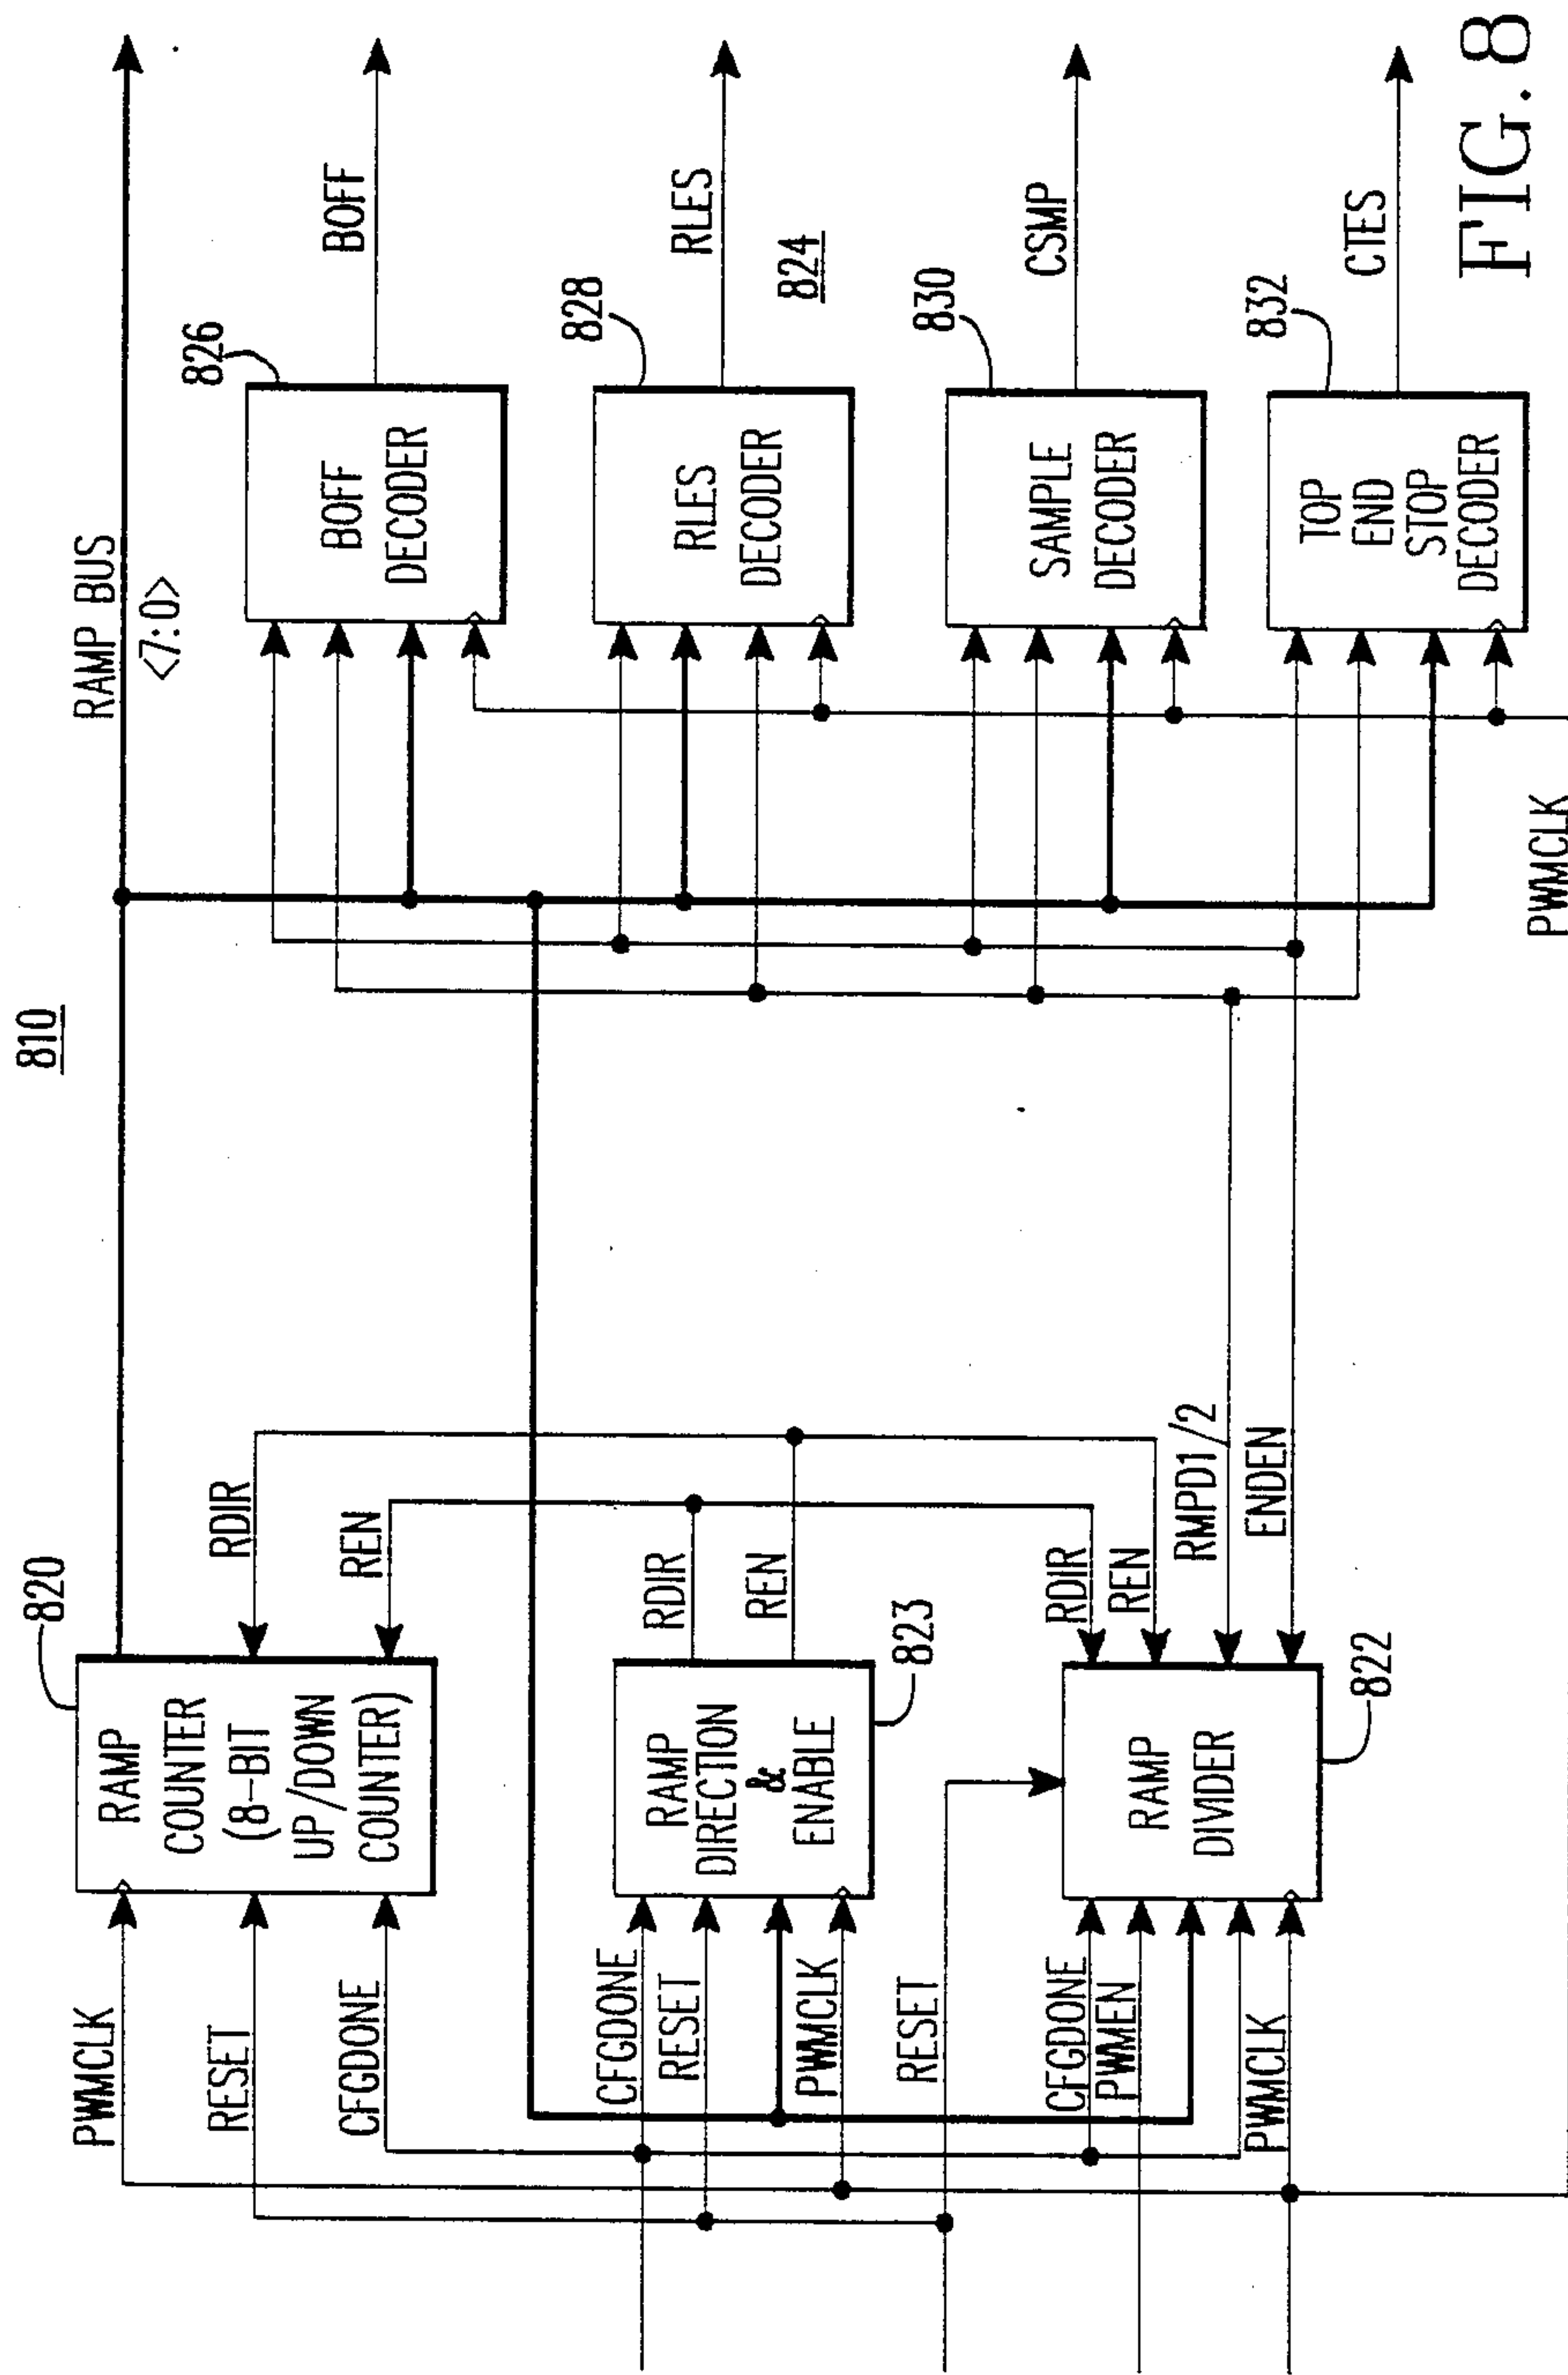 810
RAMP BUS
<7:0>
820
RAMP
COUNTER
(8-BIT
UP/DOWN
COUNTER)
PWMCLK
RESET
CFGDONE
RDIR
REN
826
BOFF
DECODER
BOFF
828
RLES
DECODER
RLES
824
RAMP
DIRECTION
&
ENABLE
823
CFGDONE
RESET
PWMCLK
RDIR
REN
830
SAMPLE
DECODER
CSMP
RESET
CFGDONE
PWMEN
PWMCLK
RAMP
DIVIDER
822
RDIR
REN
RMPD1/2
ENDEN
832
TOP
END
STOP
DECODER
CTES
PWMCLK
FIG. 8